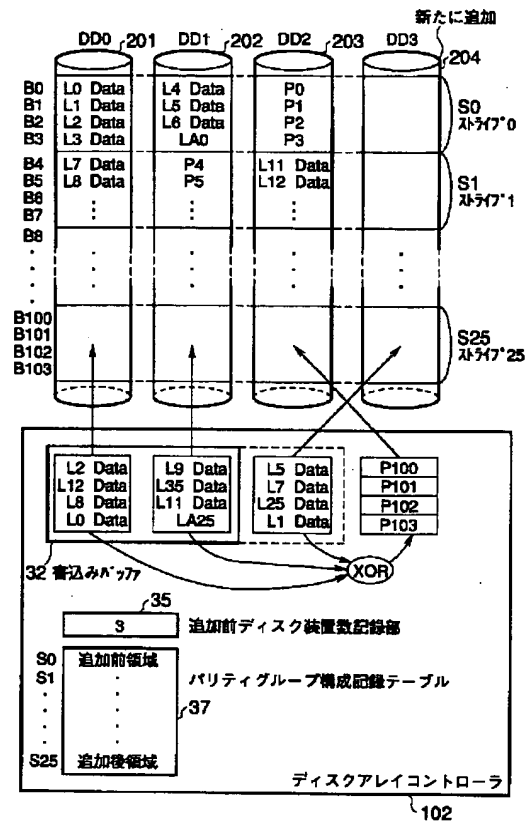 新たに追加
DD0 201 DD1 202 DD2 203 DD3 204
B0 L0 Data L4 Data P0
B1 L1 Data L5 Data P1
B2 L2 Data L6 Data P2
B3 L3 Data LA0 P3
S0
ストライプ0
B4 L7 Data P4 L11 Data
B5 L8 Data P5 L12 Data
B6
B7
S1
ストライプ1
B8
B100
B101
B102
B103
S25
ストライプ25
L2 Data L9 Data L5 Data P100
L12 Data L35 Data L7 Data P101
L8 Data L11 Data L25 Data P102
L0 Data LA25 L1 Data P103
32 書込みバッファ
XOR
35
3 追加前ディスク装置数記録部
S0 追加前領域
S1 パリティグループ構成記録テーブル
37
S25 追加後領域
ディスクアレイコントローラ
102